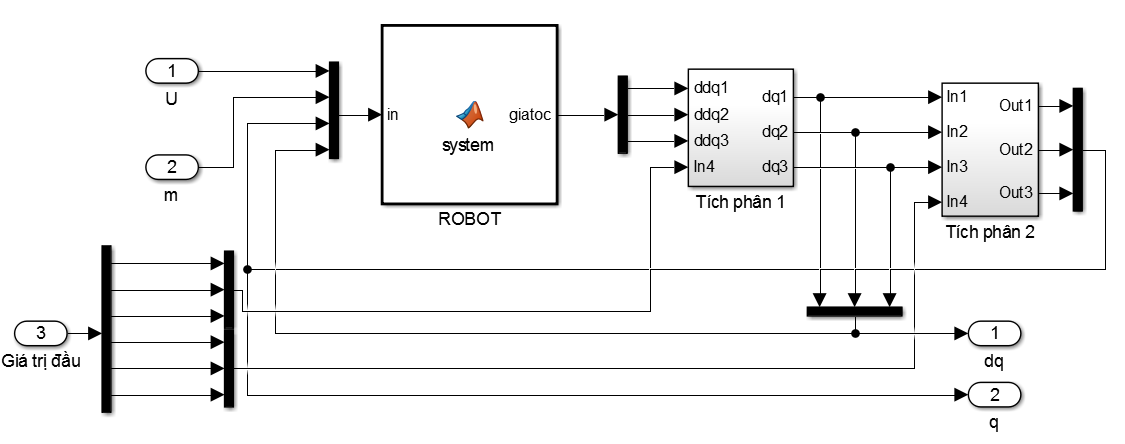 1
U
2
m
in
system
giatoc
ROBOT
ddq1
ddq2
ddq3
In4
dq1
dq2
dq3
Tích phân 1
In1
In2
In3
In4
Out1
Out2
Out3
Tích phân 2
3
Giá trị đầu
1
dq
2
q